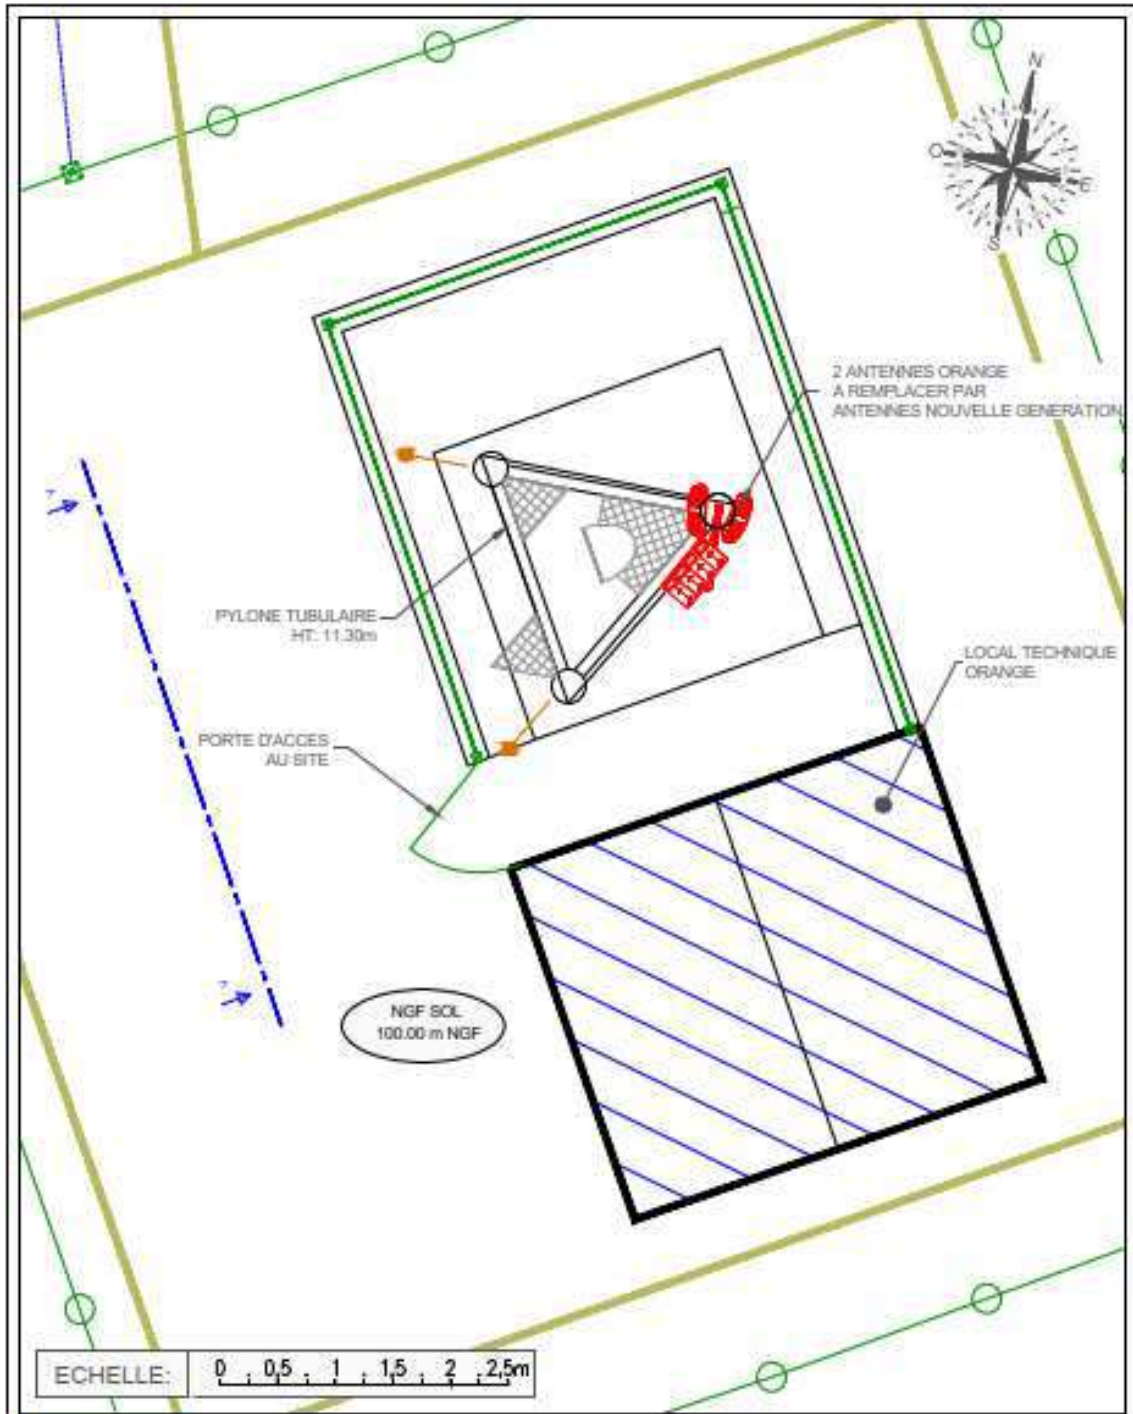 N
O
E
S
2 ANTENNES ORANGE
A REMPLACER PAR
ANTENNES NOUVELLE GENERATION
PYLONE TUBULAIRE
HT: 11.30m
LOCAL TECHNIQUE
ORANGE
PORTE D'ACCES
AU SITE
NGF SOL
100.00 m NGF
ECHELLE: 0 0,5 1 1,5 2 2,5m